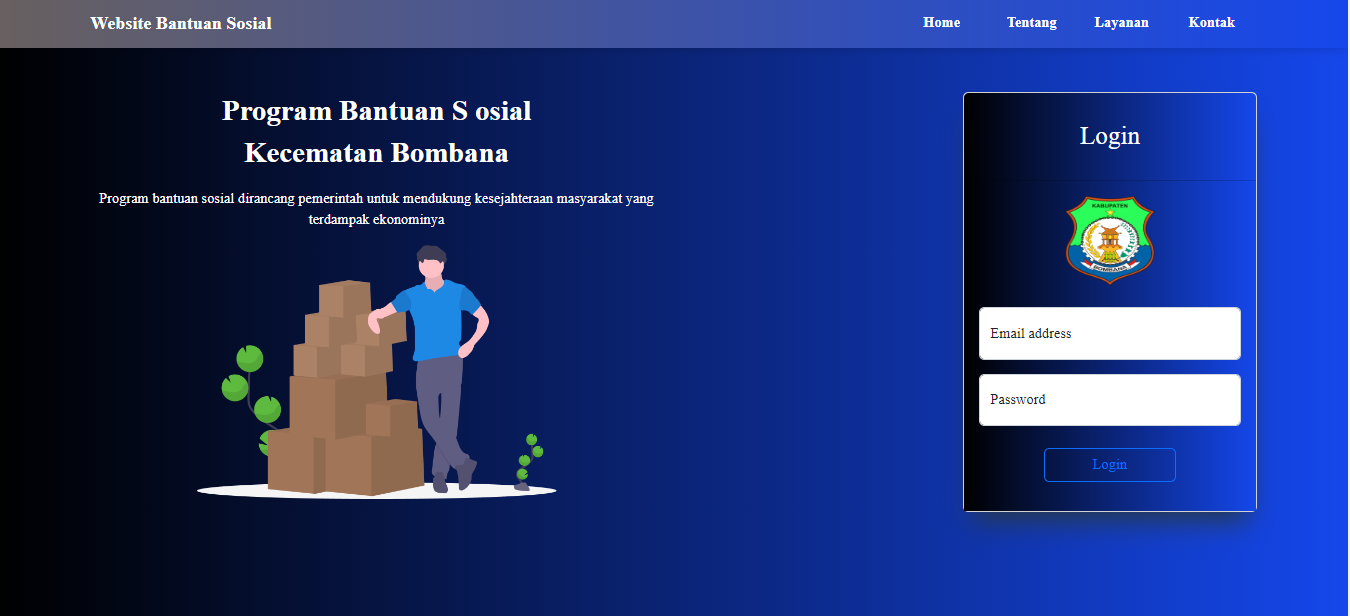 Website Bantuan Sosial
Home Tentang Layanan Kontak
Program Bantuan S osial
Kecematan Bombana
Program bantuan sosial dirancang pemerintah untuk mendukung kesejahteraan masyarakat yang
terdampak ekonominya
Login
KABUPATEN
BOMBANA
Email address
Password
Login